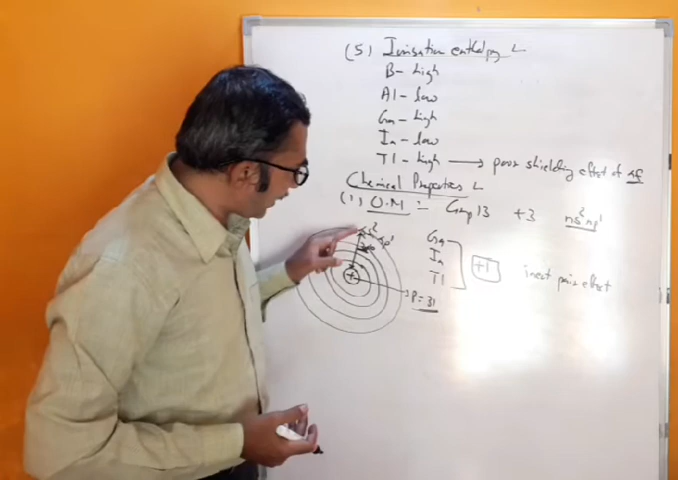 (5) Ionisation enthalpy
B - high
Al - low
Ga - high
In - low
Tl - high → poor shielding effect of
Chemical Properties
(1) O.N = Group 13 +3 ns² np¹
Ga
In
Tl
+1 inert pair effect
P = 31